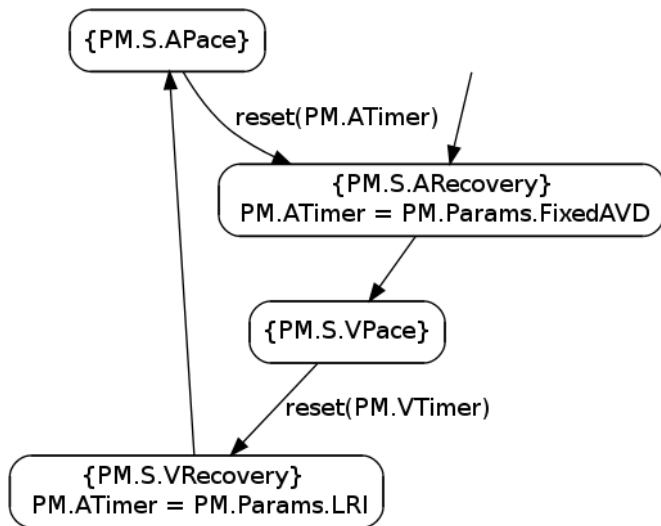 {PM.S.APace}
reset(PM.ATimer)
{PM.S.ARecovery}
PM.ATimer = PM.Params.FixedAVD
{PM.S.VPace}
reset(PM.VTimer)
{PM.S.VRecovery}
PM.ATimer = PM.Params.LRI